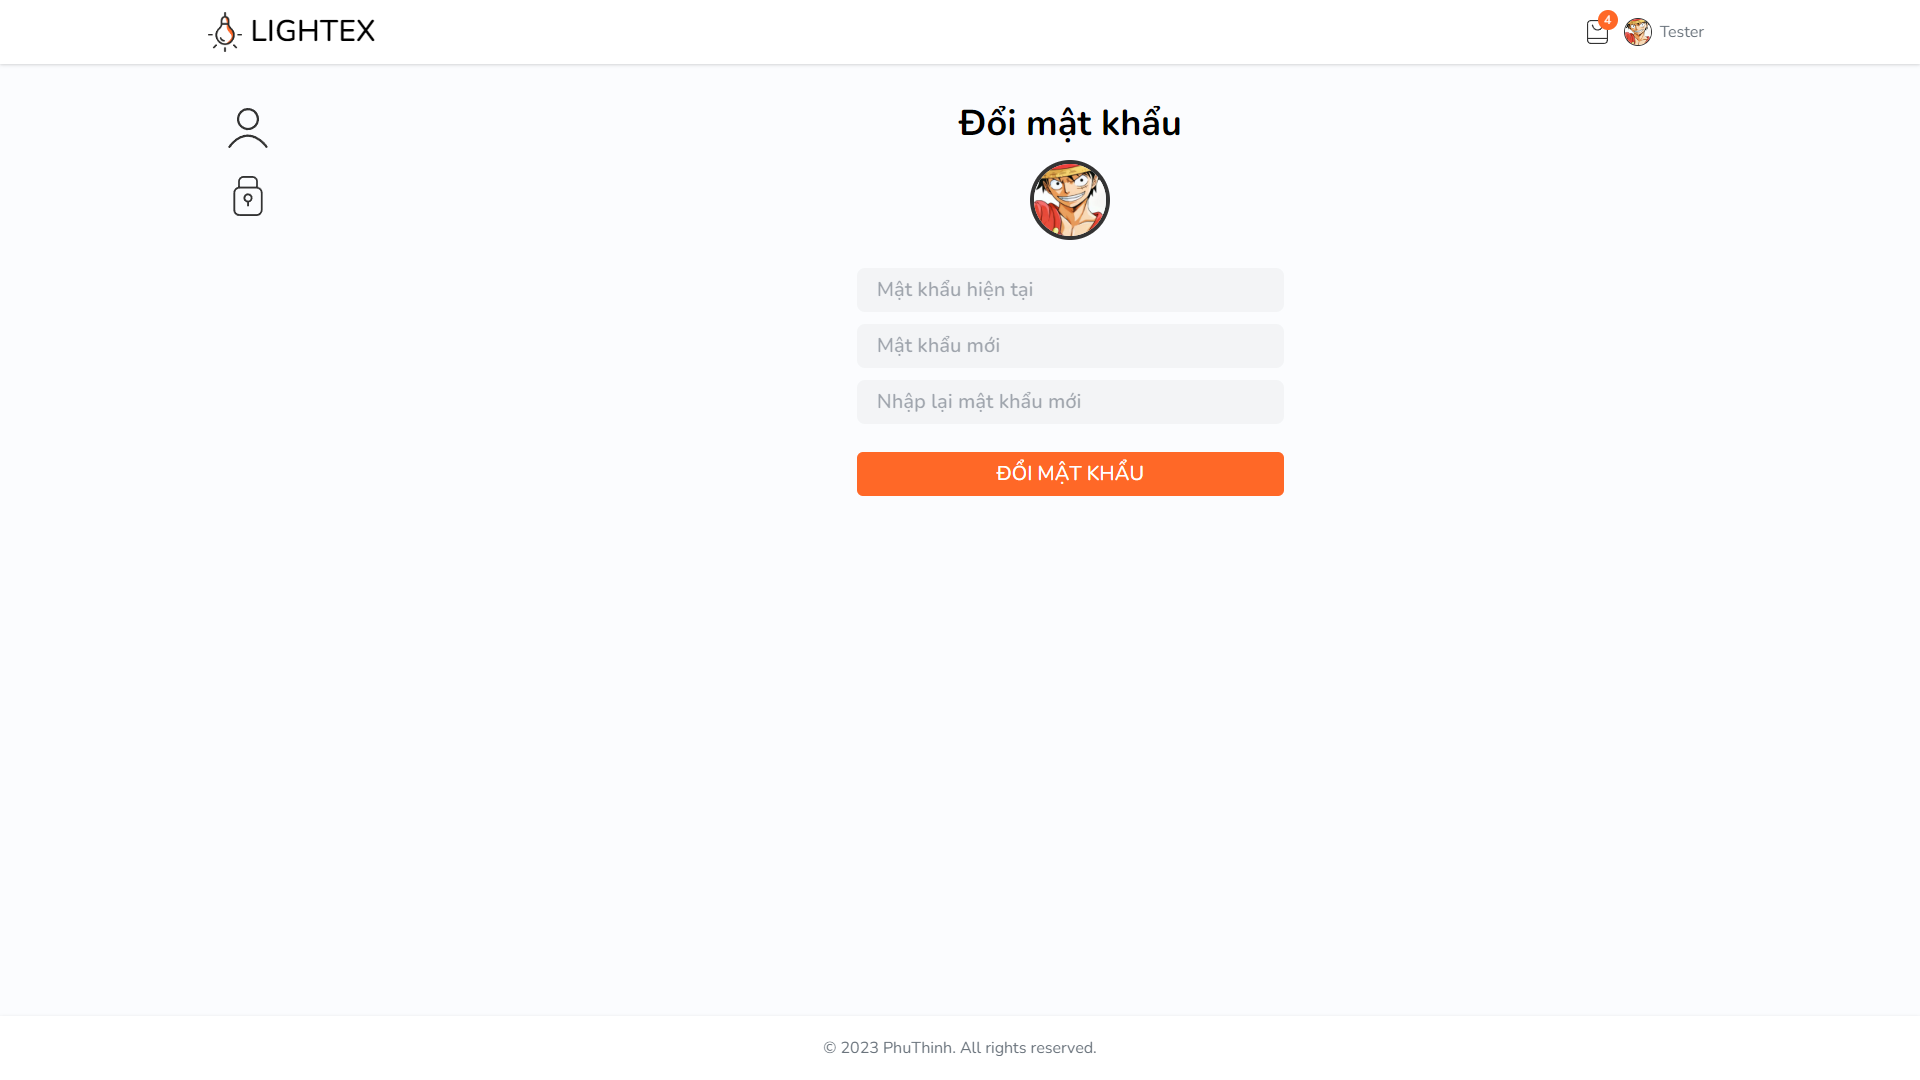 LIGHTEX
4
Tester
Đổi mật khẩu
Mật khẩu hiện tại
Mật khẩu mới
Nhập lại mật khẩu mới
ĐỔI MẬT KHẨU
© 2023 PhuThinh. All rights reserved.